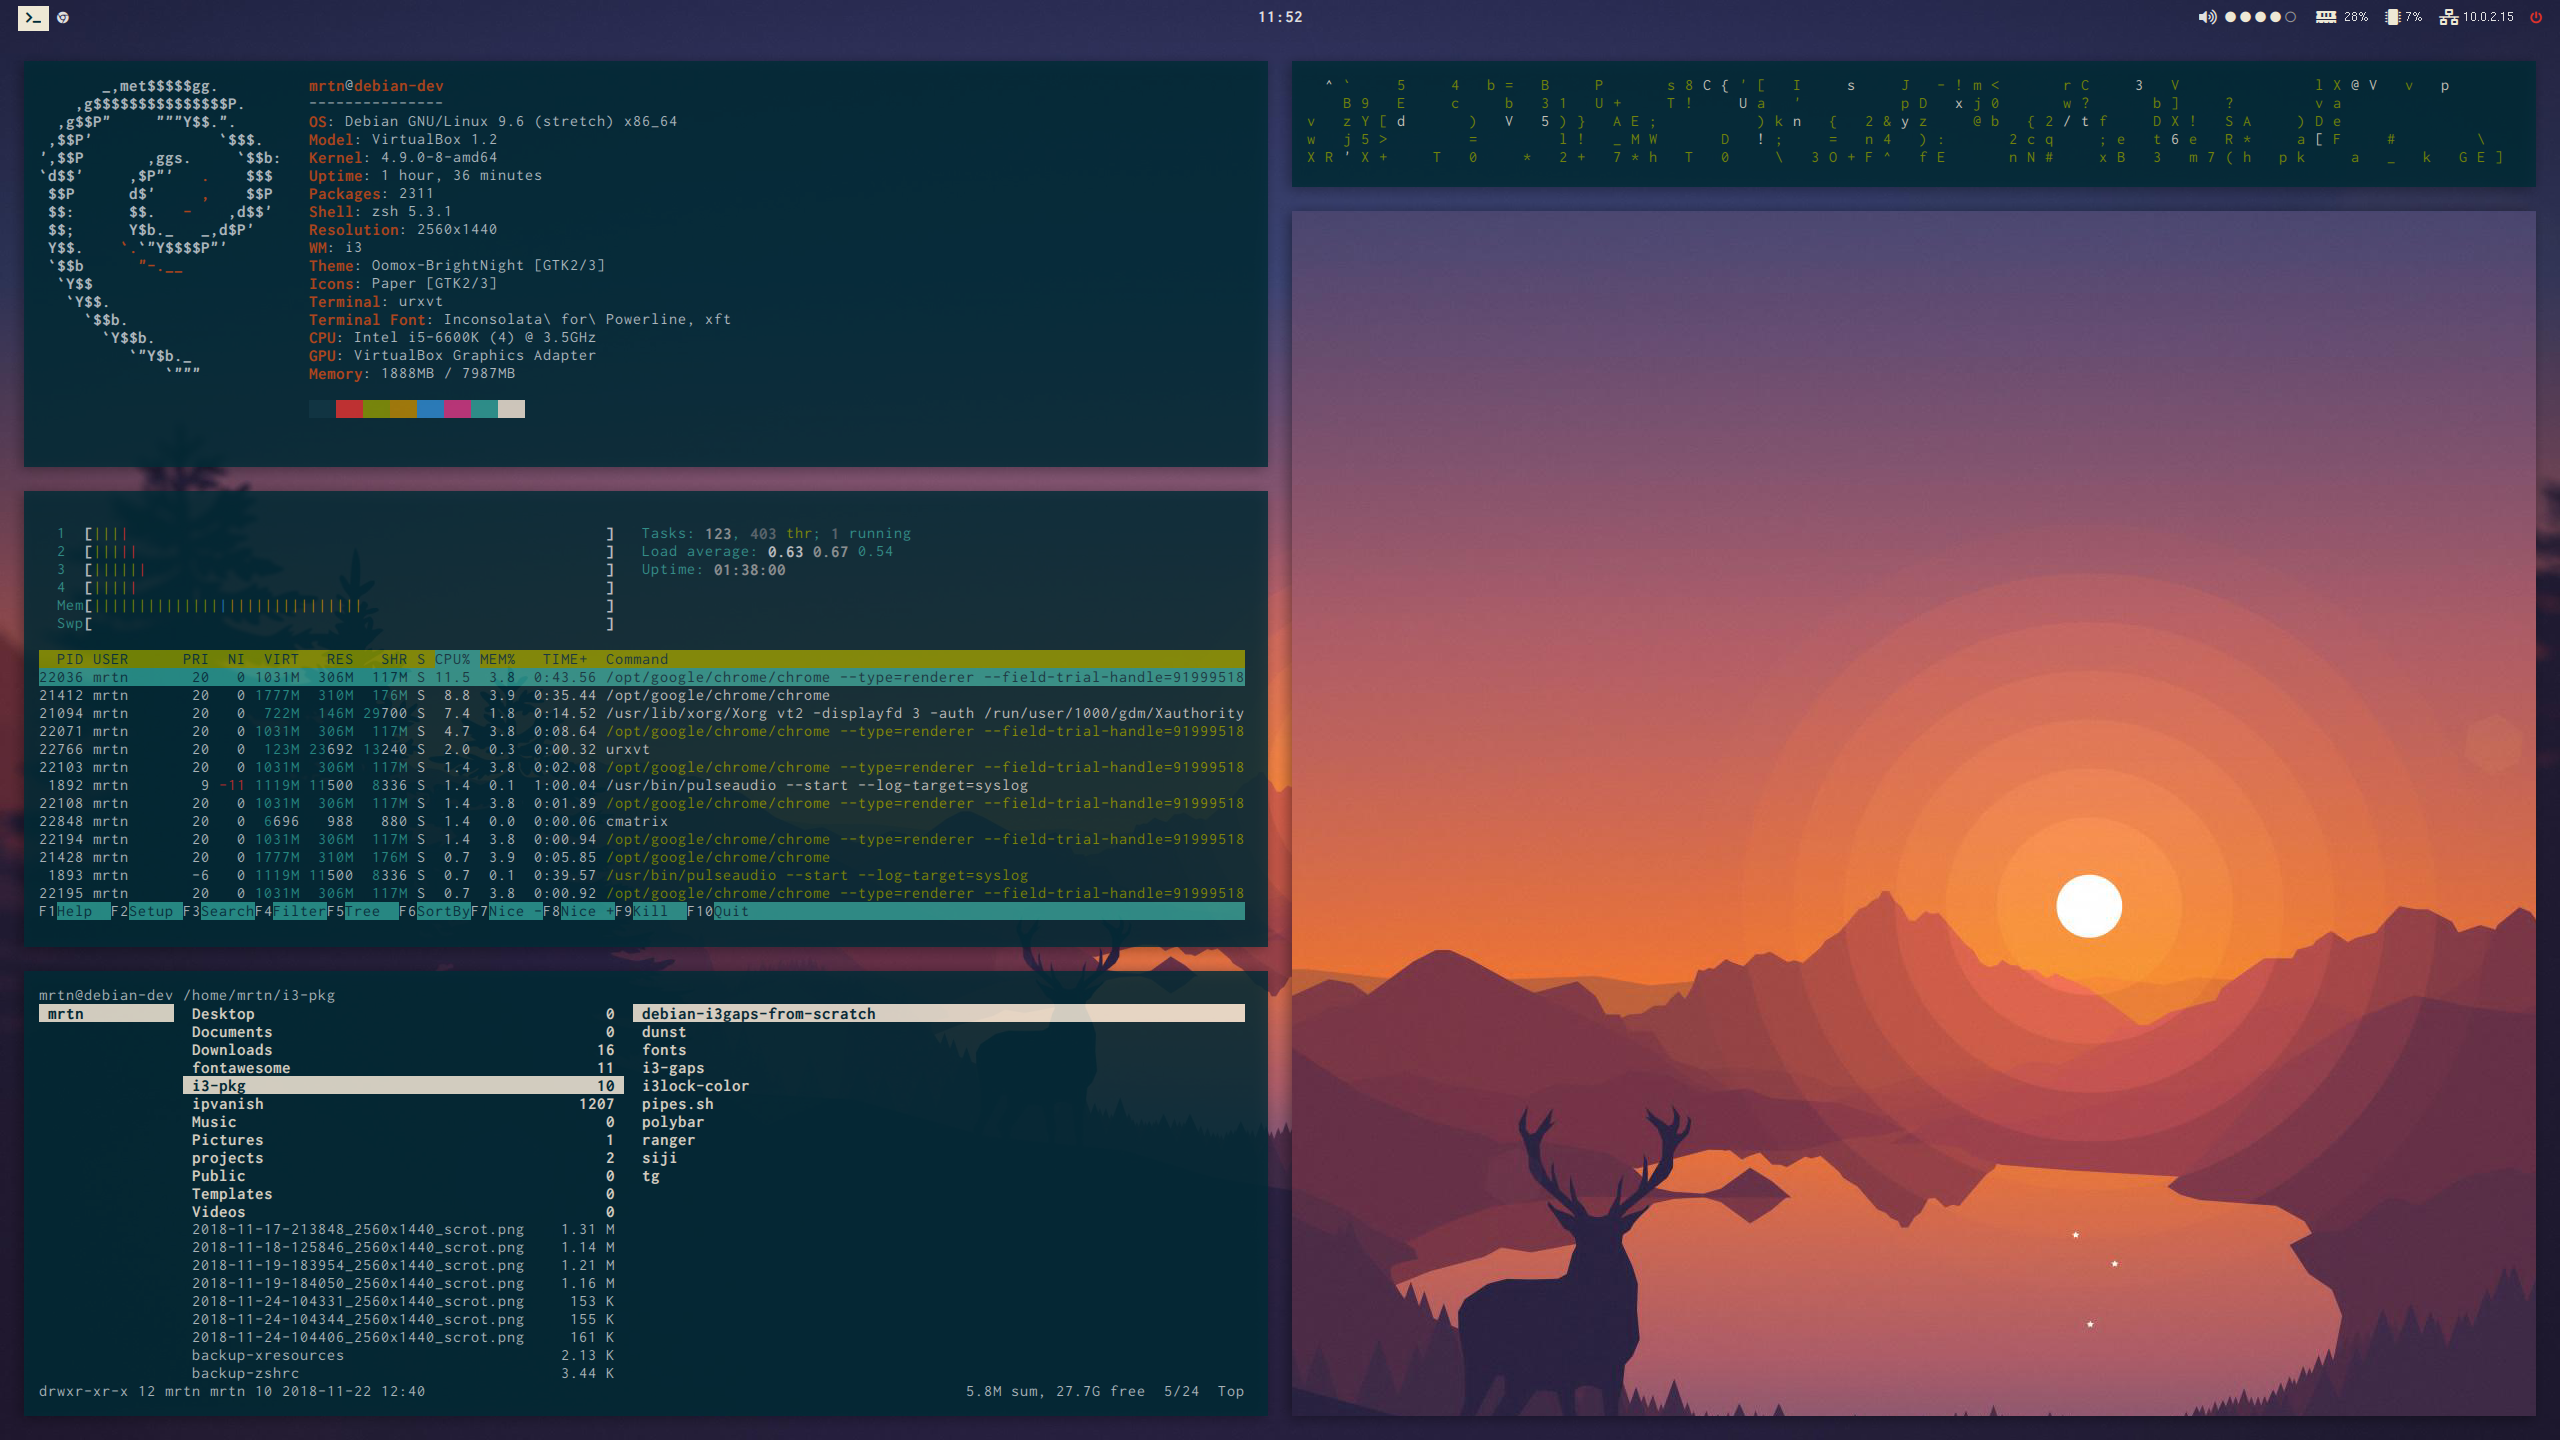 11:52
28% 7% 10.0.2.15
mrtn@debian-dev
---------------
OS: Debian GNU/Linux 9.6 (stretch) x86_64
Model: VirtualBox 1.2
Kernel: 4.9.0-8-amd64
Uptime: 1 hour, 36 minutes
Packages: 2311
Shell: zsh 5.3.1
Resolution: 2560x1440
WM: i3
Theme: Oomox-BrightNight [GTK2/3]
Icons: Paper [GTK2/3]
Terminal: urxvt
Terminal Font: Inconsolata\ for\ Powerline, xft
CPU: Intel i5-6600K (4) @ 3.5GHz
GPU: VirtualBox Graphics Adapter
Memory: 1888MB / 7987MB
1 [||||] Tasks: 123, 403 thr; 1 running
2 [|||||] Load average: 0.63 0.67 0.54
3 [||||||] Uptime: 01:38:00
4 [|||||]
Mem[||||||||||||||||||||||||||||||]
Swp[ ]
PID USER PRI NI VIRT RES SHR S CPU% MEM% TIME+ Command
22036 mrtn 20 0 1031M 306M 117M S 11.5 3.8 0:43.56 /opt/google/chrome/chrome --type=renderer --field-trial-handle=91999518
21412 mrtn 20 0 1777M 310M 176M S 8.8 3.9 0:35.44 /opt/google/chrome/chrome
21094 mrtn 20 0 722M 146M 29700 S 7.4 1.8 0:14.52 /usr/lib/xorg/Xorg vt2 -displayfd 3 -auth /run/user/1000/gdm/Xauthority
22071 mrtn 20 0 1031M 306M 117M S 4.7 3.8 0:08.64 /opt/google/chrome/chrome --type=renderer --field-trial-handle=91999518
22766 mrtn 20 0 123M 23692 13240 S 2.0 0.3 0:00.32 urxvt
22103 mrtn 20 0 1031M 306M 117M S 1.4 3.8 0:02.08 /opt/google/chrome/chrome --type=renderer --field-trial-handle=91999518
1892 mrtn 9 -11 1119M 11500 8336 S 1.4 0.1 1:00.04 /usr/bin/pulseaudio --start --log-target=syslog
22108 mrtn 20 0 1031M 306M 117M S 1.4 3.8 0:01.89 /opt/google/chrome/chrome --type=renderer --field-trial-handle=91999518
22848 mrtn 20 0 6696 988 880 S 1.4 0.0 0:00.06 cmatrix
22194 mrtn 20 0 1031M 306M 117M S 1.4 3.8 0:00.94 /opt/google/chrome/chrome --type=renderer --field-trial-handle=91999518
21428 mrtn 20 0 1777M 310M 176M S 0.7 3.9 0:05.85 /opt/google/chrome/chrome
1893 mrtn -6 0 1119M 11500 8336 S 0.7 0.1 0:39.57 /usr/bin/pulseaudio --start --log-target=syslog
22195 mrtn 20 0 1031M 306M 117M S 0.7 3.8 0:00.92 /opt/google/chrome/chrome --type=renderer --field-trial-handle=91999518
F1Help F2Setup F3SearchF4FilterF5Tree F6SortByF7Nice -F8Nice +F9Kill F10Quit
mrtn@debian-dev /home/mrtn/i3-pkg
mrtn Desktop 0 debian-i3gaps-from-scratch
Documents 0 dunst
Downloads 16 fonts
fontawesome 11 i3-gaps
i3-pkg 10 i3lock-color
ipvanish 1207 pipes.sh
Music 0 polybar
Pictures 1 ranger
projects 2 siji
Public 0 tg
Templates 0
Videos 0
2018-11-17-213848_2560x1440_scrot.png 1.31 M
2018-11-18-125846_2560x1440_scrot.png 1.14 M
2018-11-19-183954_2560x1440_scrot.png 1.21 M
2018-11-19-184050_2560x1440_scrot.png 1.16 M
2018-11-24-104331_2560x1440_scrot.png 153 K
2018-11-24-104344_2560x1440_scrot.png 155 K
2018-11-24-104406_2560x1440_scrot.png 161 K
backup-xresources 2.13 K
backup-zshrc 3.44 K
drwxr-xr-x 12 mrtn mrtn 10 2018-11-22 12:40 5.8M sum, 27.7G free 5/24 Top